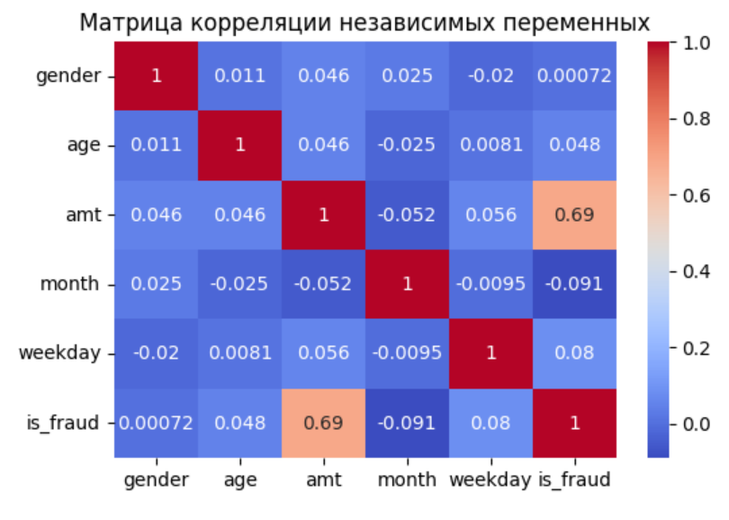 Матрица корреляции независимых переменных
gender 1 0.011 0.046 0.025 -0.02 0.00072
age 0.011 1 0.046 -0.025 0.0081 0.048
amt 0.046 0.046 1 -0.052 0.056 0.69
month 0.025 -0.025 -0.052 1 -0.0095 -0.091
weekday -0.02 0.0081 0.056 -0.0095 1 0.08
is_fraud 0.00072 0.048 0.69 -0.091 0.08 1
gender age amt month weekday is_fraud
1.0
0.8
0.6
0.4
0.2
0.0